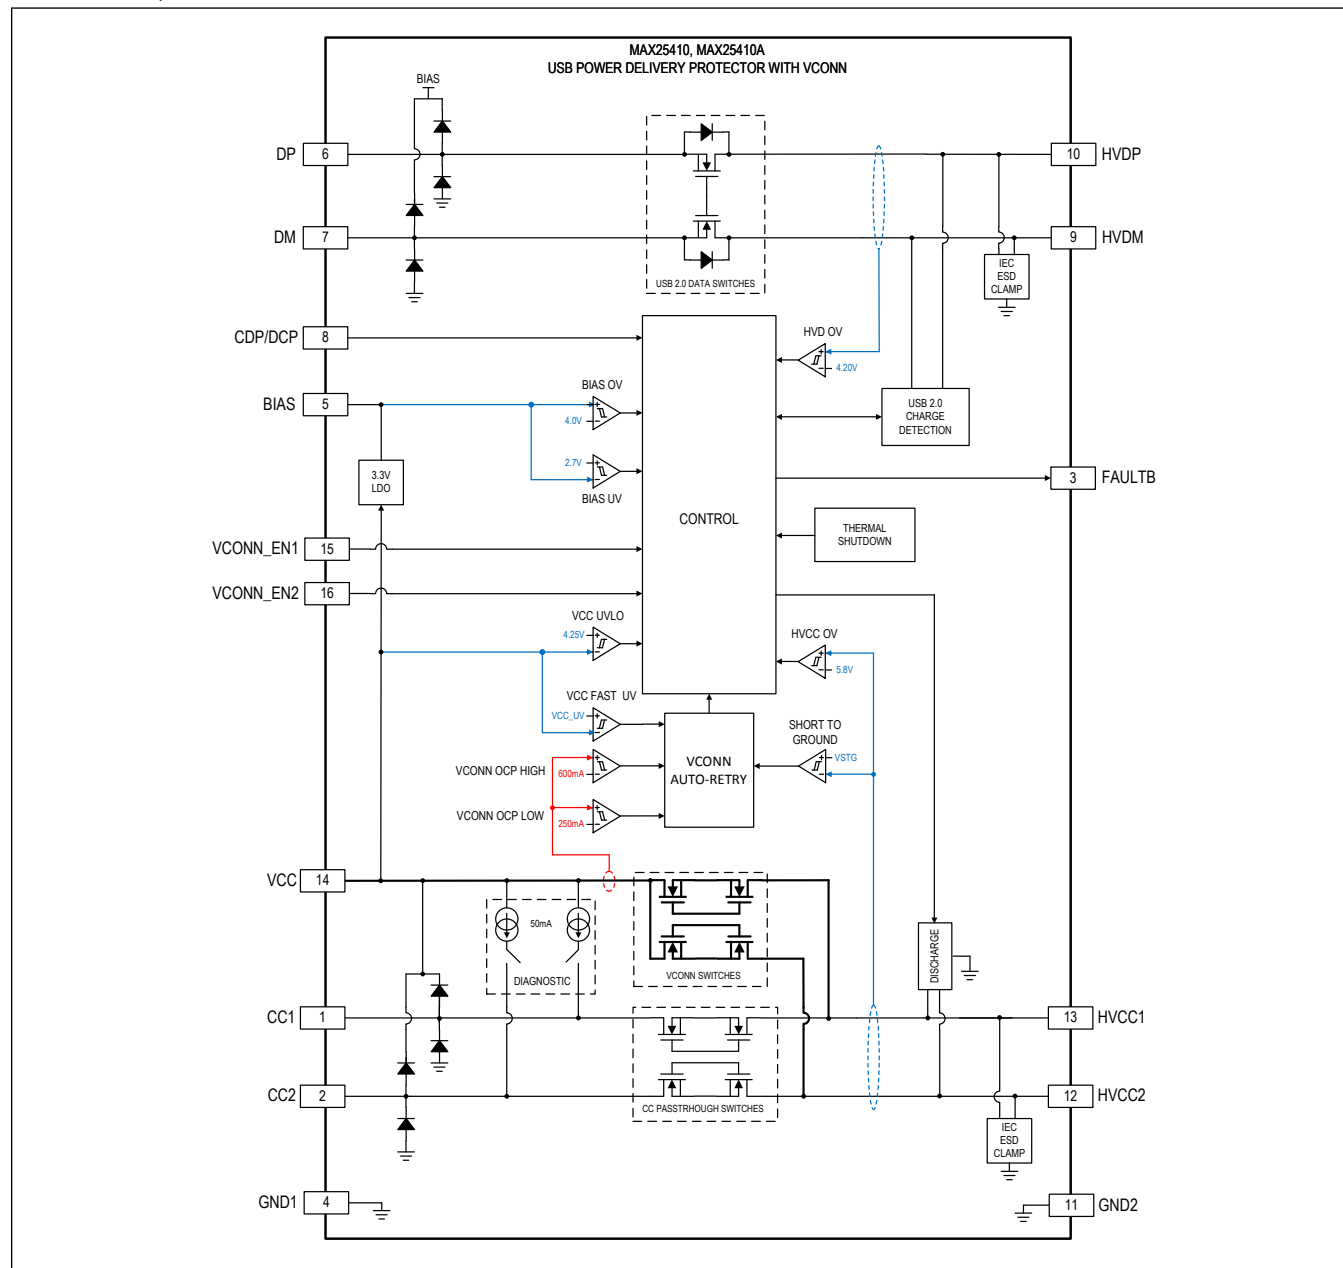 MAX25410, MAX25410A
USB POWER DELIVERY PROTECTOR WITH VCONN
BIAS
DP
6
10
HVDP
DM
7
9
HVDM
IEC
ESD
CLAMP
USB 2.0 DATA SWITCHES
CDP/DCP
8
HVD OV
+
−
4.20V
BIAS
5
BIAS OV
+
4.0V
−
USB 2.0
CHARGE
DETECTION
3.3V
LDO
2.7V
+
−
BIAS UV
3
FAULTB
CONTROL
THERMAL
SHUTDOWN
VCONN_EN1
15
VCONN_EN2
16
VCC UVLO
4.25V
+
−
HVCC OV
+
−
5.8V
VCC FAST UV
VCC_UV
+
−
SHORT TO
GROUND
+
VSTG
−
VCONN
AUTO-RETRY
VCONN OCP HIGH
+
600mA
−
VCONN OCP LOW
+
250mA
−
VCC
14
50mA
DIAGNOSTIC
VCONN SWITCHES
DISCHARGE
CC1
1
13
HVCC1
CC2
2
12
HVCC2
CC PASSTRHOUGH SWITCHES
IEC
ESD
CLAMP
GND1
4
11
GND2